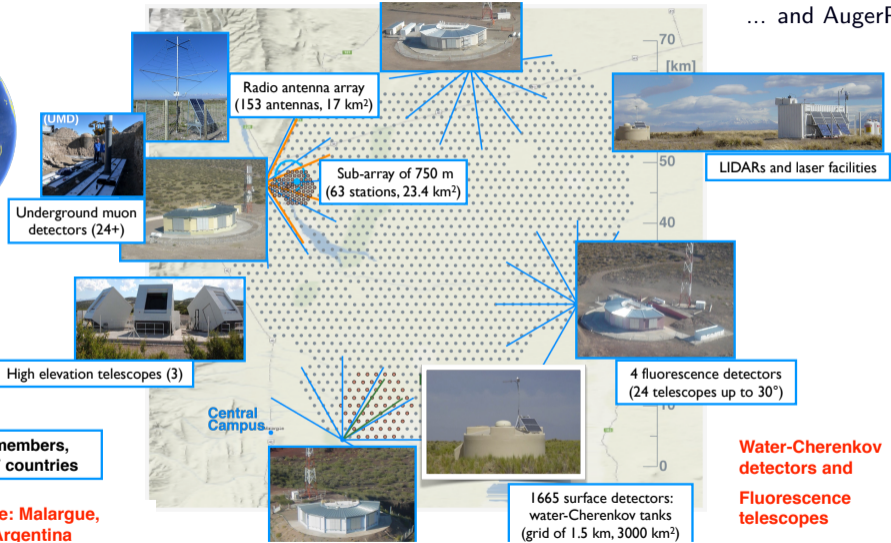 ... and AugerP
70
[km]
Radio antenna array
(153 antennas, 17 km²)
(UMD)
LIDARs and laser facilities
50
Sub-array of 750 m
(63 stations, 23.4 km²)
Underground muon
detectors (24+)
40
High elevation telescopes (3)
4 fluorescence detectors
(24 telescopes up to 30°)
10
Central
Campus
members,
countries
0
Water-Cherenkov
detectors and
Fluorescence
telescopes
1665 surface detectors:
water-Cherenkov tanks
(grid of 1.5 km, 3000 km²)
e: Malargue,
Argentina